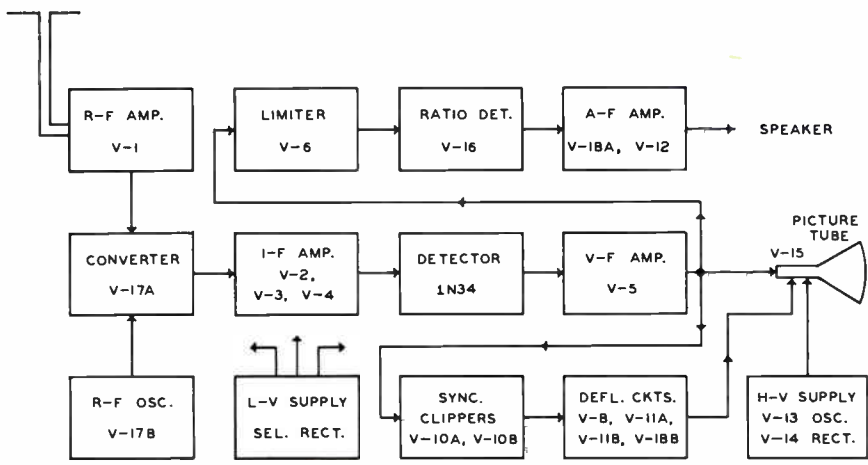 R-F AMP.
V-1
LIMITER
V-6
RATIO DET.
V-16
A-F AMP.
V-18A, V-12
SPEAKER
CONVERTER
V-17A
I-F AMP.
V-2,
V-3, V-4
DETECTOR
1N34
V-F AMP.
V-5
PICTURE
TUBE
V-15
R-F OSC.
V-17B
L-V SUPPLY
SEL. RECT.
SYNC.
CLIPPERS
V-10A, V-10B
DEFL. CKTS.
V-8, V-11A,
V-11B, V-18B
H-V SUPPLY
V-13 OSC.
V-14 RECT.